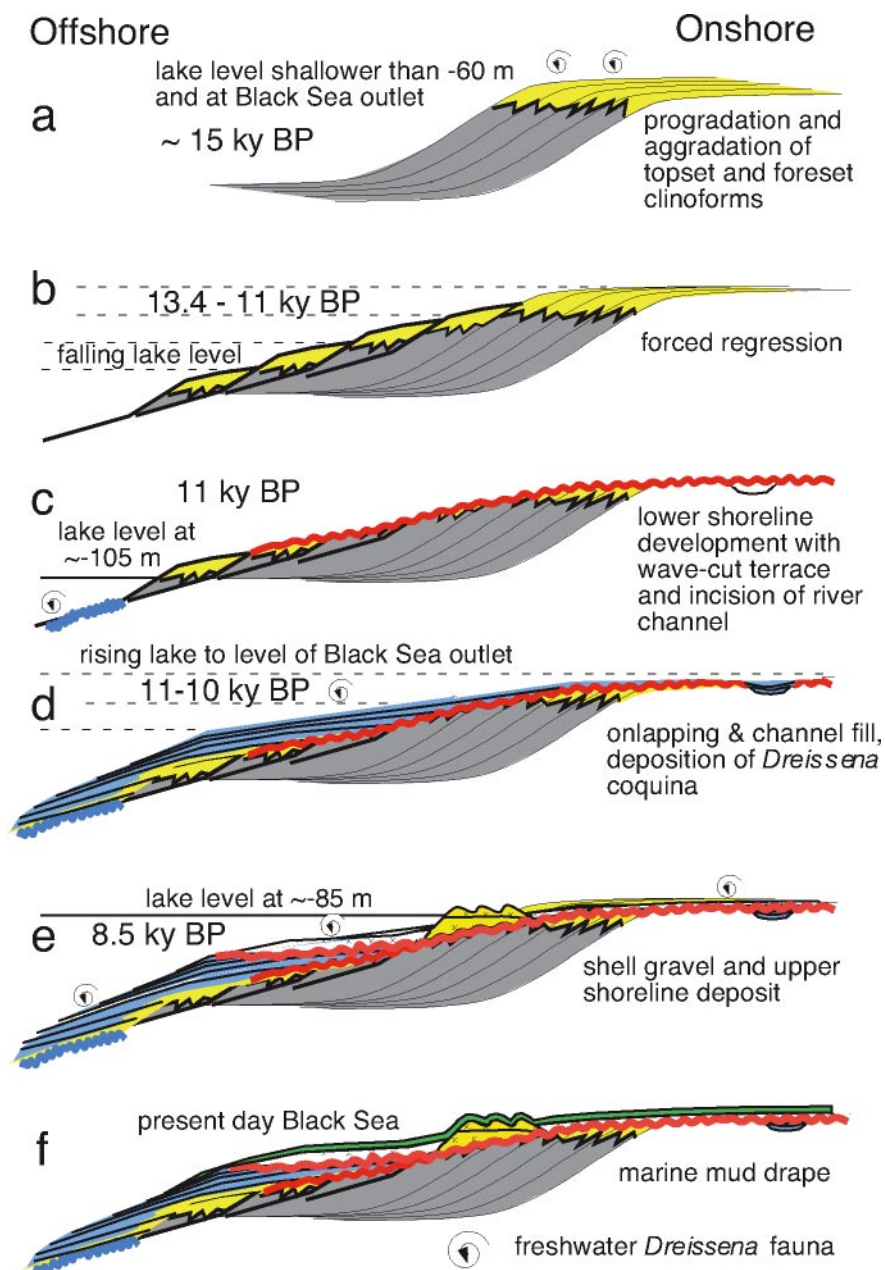 Offshore
Onshore
lake level shallower than -60 m
and at Black Sea outlet
a
~ 15 ky BP
progradation and
aggradation of
topset and foreset
clinoforms
b
13.4 - 11 ky BP
falling lake level
forced regression
c
11 ky BP
lake level at
~-105 m
lower shoreline
development with
wave-cut terrace
and incision of river
channel
rising lake to level of Black Sea outlet
d
11-10 ky BP
onlapping & channel fill,
deposition of Dreissena
coquina
lake level at ~-85 m
e
8.5 ky BP
shell gravel and upper
shoreline deposit
present day Black Sea
f
marine mud drape
freshwater Dreissena fauna